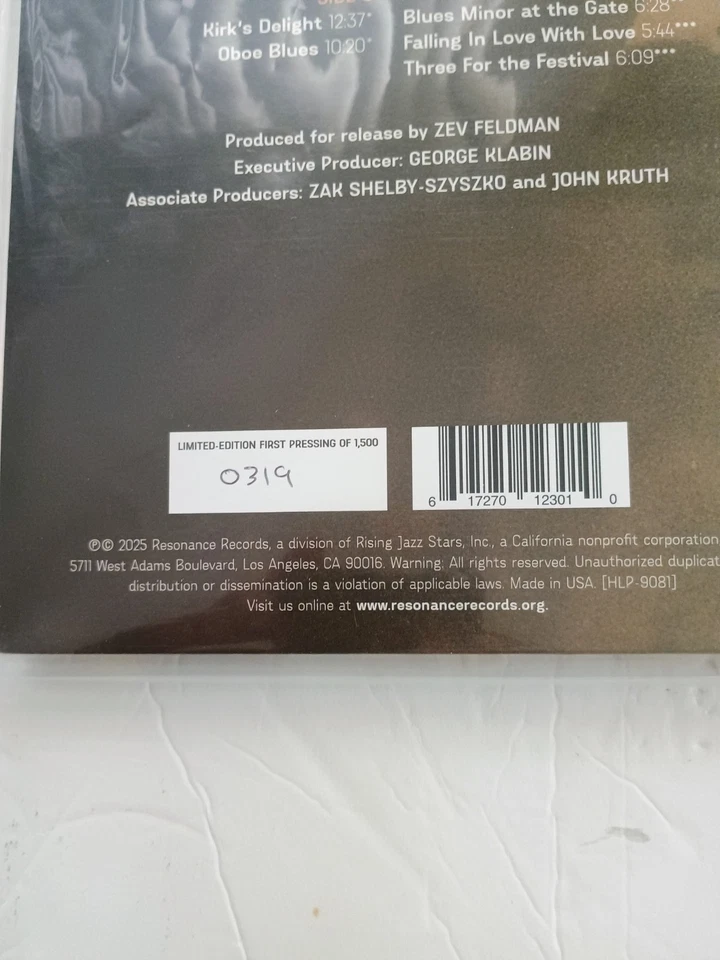 Kirk's Delight 12:37*
Oboe Blues 10:20*
Blues Minor at the Gate 6:28
Falling In Love With Love 5:44***
Three For the Festival 6:09***
Produced for release by ZEV FELDMAN
Executive Producer: GEORGE KLABIN
Associate Producers: ZAK SHELBY-SZYSZKO and JOHN KRUTH
LIMITED-EDITION FIRST PRESSING OF 1,500
0319
6 17270 12301 0
℗© 2025 Resonance Records, a division of Rising Jazz Stars, Inc., a California nonprofit corporation
5711 West Adams Boulevard, Los Angeles, CA 90016. Warning: All rights reserved. Unauthorized duplicat
distribution or dissemination is a violation of applicable laws. Made in USA. [HLP-9081]
Visit us online at www.resonancerecords.org.